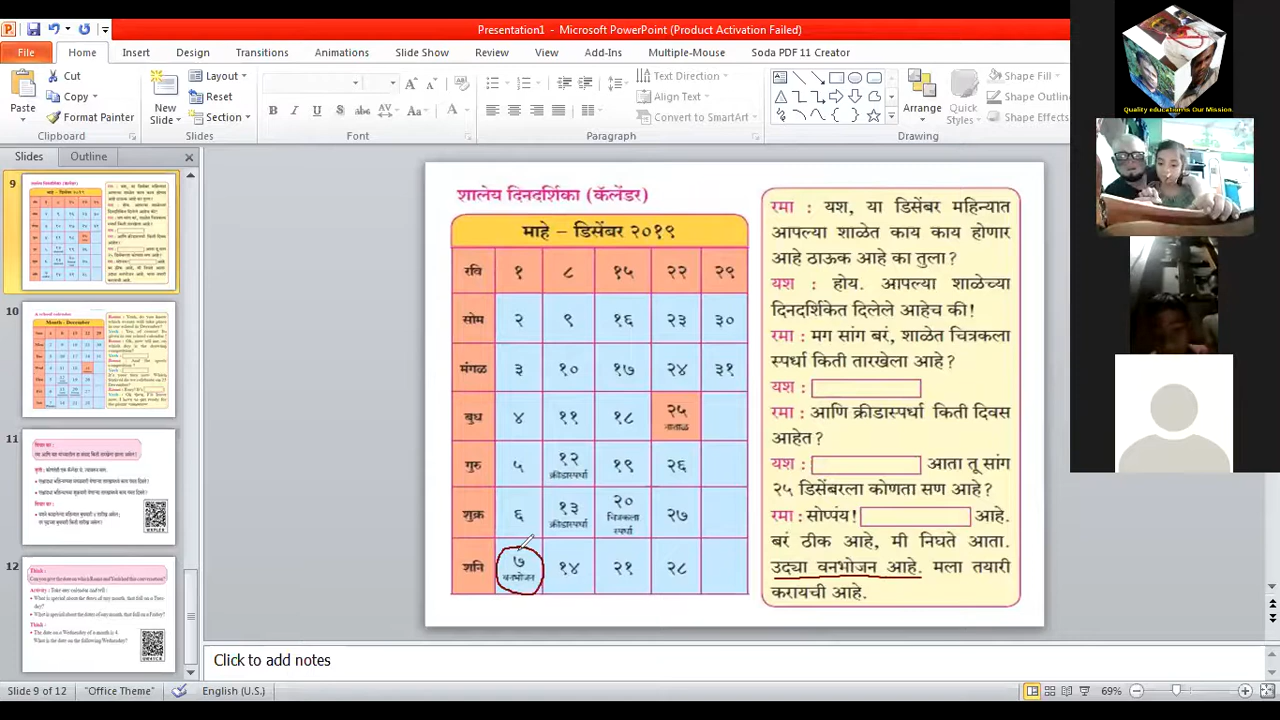 Presentation1 - Microsoft PowerPoint (Product Activation Failed)
File Home Insert Design Transitions Animations Slide Show Review View Add-Ins Multiple-Mouse Soda PDF 11 Creator
Paste Cut Copy Format Painter
Clipboard
New Slide Layout Reset Section
Slides
Font
Text Direction Align Text Convert to SmartArt
Paragraph
Arrange Quick Styles Shape Fill Shape Outline Shape Effects
Drawing
Quality education is Our Mission.
Slides Outline
9
10
11
12
शालेय दिनदर्शिका (कॅलेंडर)
माहे – डिसेंबर २०१९
रवि १ ८ १५ २२ २९
सोम २ ९ १६ २३ ३०
मंगळ ३ १० १७ २४ ३१
बुध ४ ११ १८ २५ नाताळ
गुरु ५ १२ क्रीडास्पर्धा १९ २६
शुक्र ६ १३ क्रीडास्पर्धा २० चित्रकला स्पर्धा २७
शनि ७ वनभोजन १४ २१ २८
रमा : यश, या डिसेंबर महिन्यात
आपल्या शाळेत काय काय होणार
आहे ठाऊक आहे का तुला?
यश : होय. आपल्या शाळेच्या
दिनदर्शिकेत दिलेले आहेच की!
रमा : मग सांग बरं, शाळेत चित्रकला
स्पर्धा किती तारखेला आहे?
यश :
रमा : आणि क्रीडास्पर्धा किती दिवस
आहेत?
यश : आता तू सांग
२५ डिसेंबरला कोणता सण आहे?
रमा : सोप्पंय! आहे.
बरं ठीक आहे, मी निघते आता.
उद्या वनभोजन आहे. मला तयारी
करायची आहे.
Click to add notes
Slide 9 of 12 "Office Theme" English (U.S.) 69%